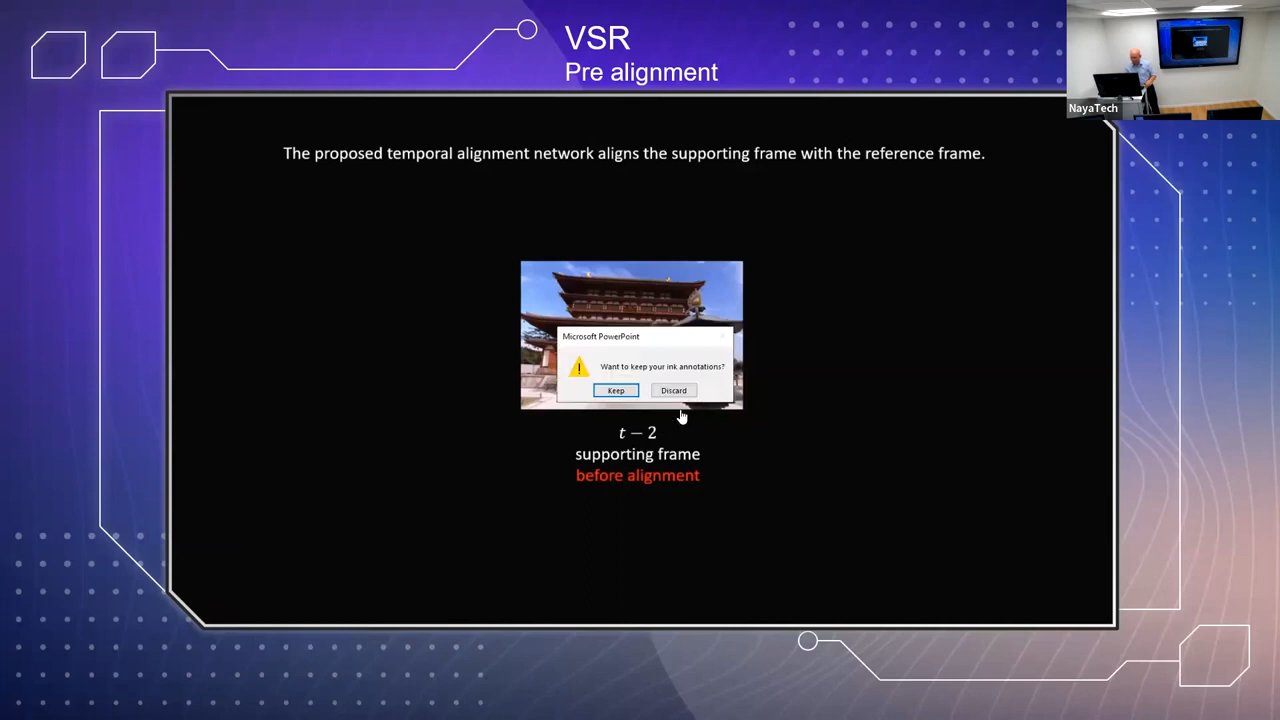 VSR
Pre alignment
NayaTech
The proposed temporal alignment network aligns the supporting frame with the reference frame.
Microsoft PowerPoint
Want to keep your ink annotations?
Keep
Discard
t − 2
supporting frame
before alignment